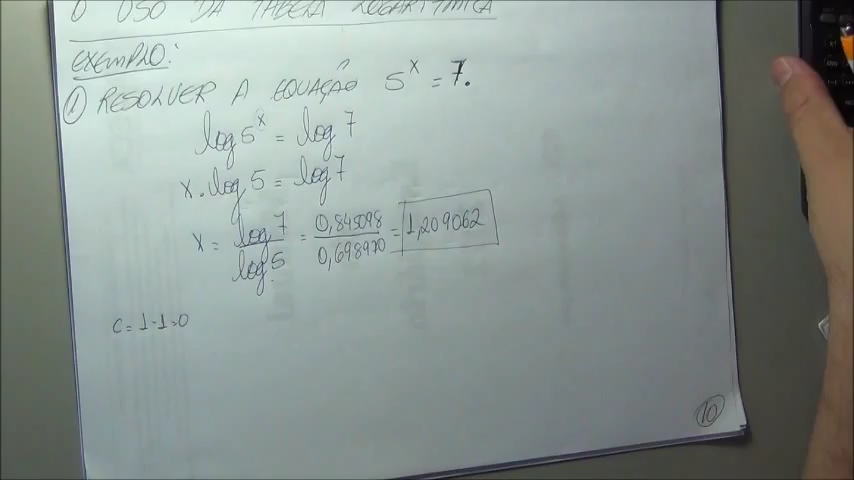 O USO DA TABELA LOGARÍTMICA
EXEMPLO:
1 RESOLVER A EQUAÇÃO 5^x = 7.
log 5^x = log 7
x . log 5 = log 7
x = log 7 / log 5 = 0,845098 / 0,698970 = 1,209062
C = 1 - 1 = 0
10